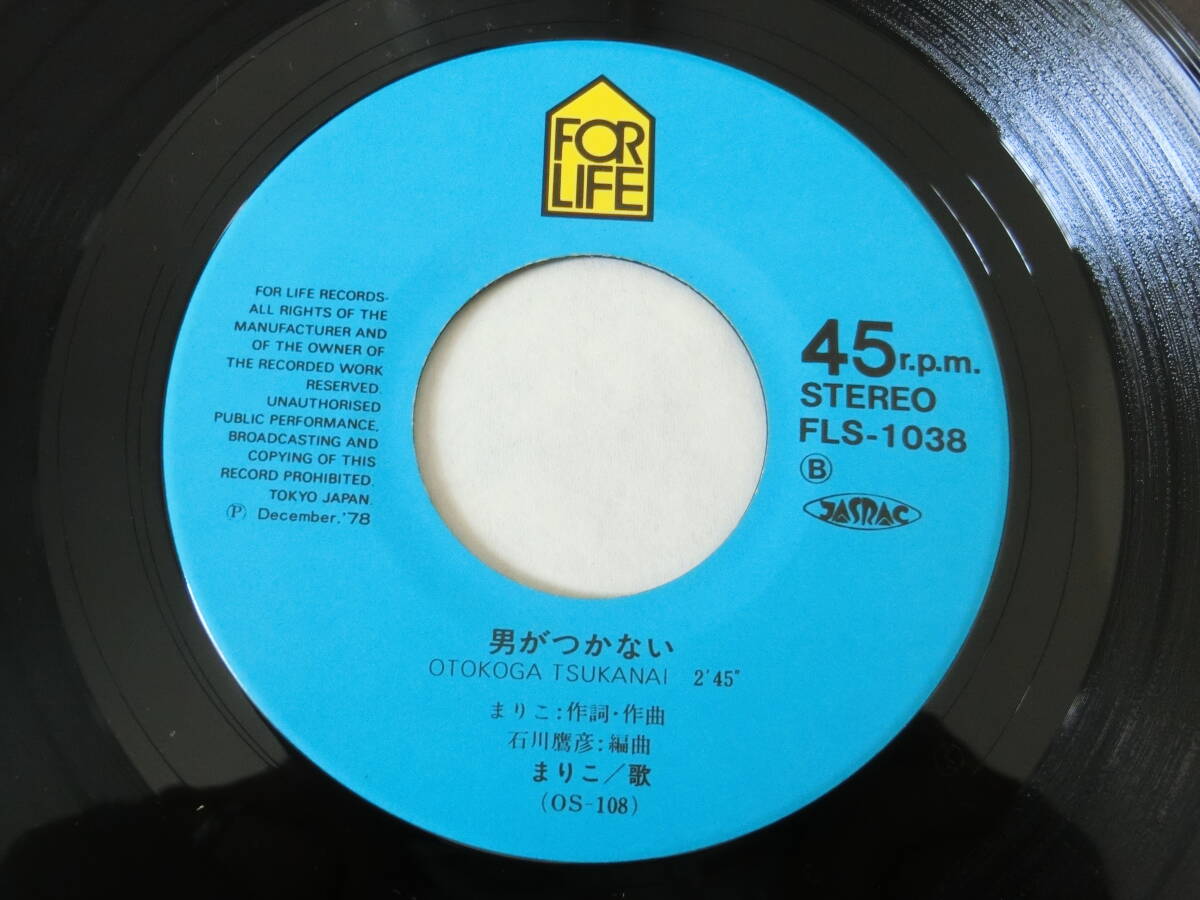 FOR
LIFE
FOR LIFE RECORDS-
ALL RIGHTS OF THE
MANUFACTURER AND
OF THE OWNER OF
THE RECORDED WORK
RESERVED.
UNAUTHORISED
PUBLIC PERFORMANCE,
BROADCASTING AND
COPYING OF THIS
RECORD PROHIBITED.
TOKYO JAPAN.
Ⓟ December.'78
45 r.p.m.
STEREO
FLS-1038
Ⓑ
JASRAC
男がつかない
OTOKOGA TSUKANAI 2'45"
まりこ:作詞・作曲
石川鷹彦:編曲
まりこ/歌
(OS-108)